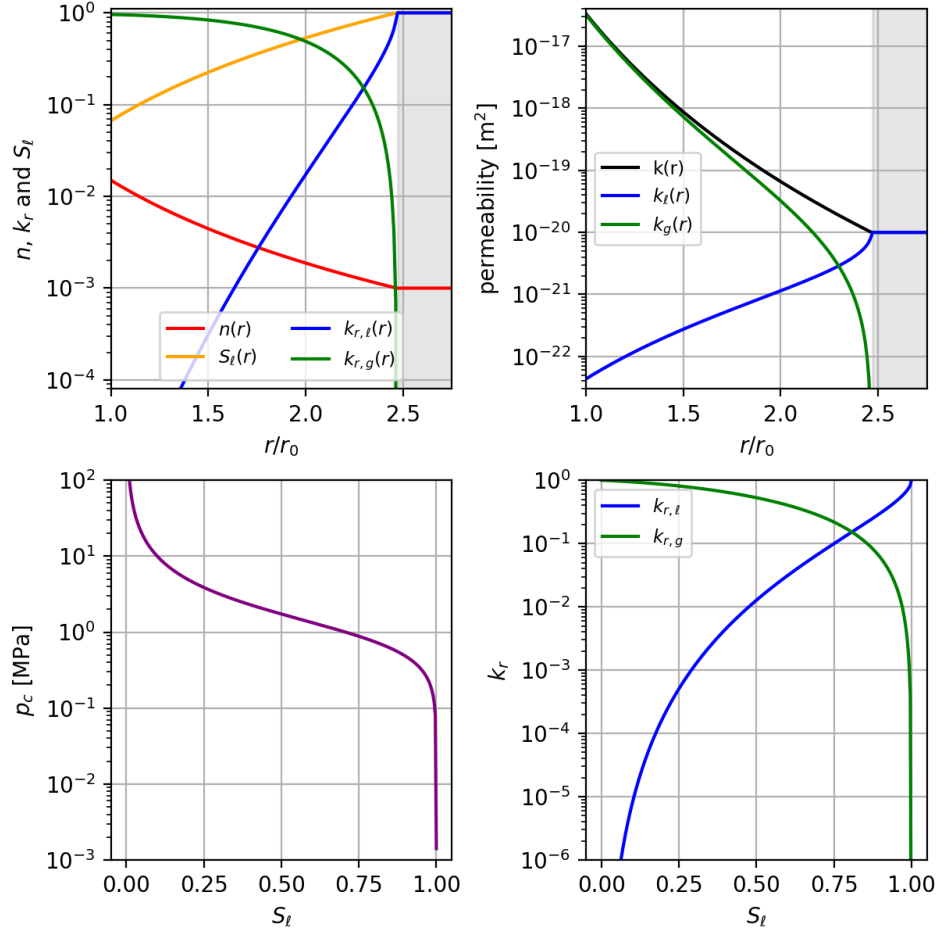 n, k_r and S_ℓ
10^0
10^{-1}
10^{-2}
10^{-3}
10^{-4}
n(r)
S_ℓ(r)
k_{r,ℓ}(r)
k_{r,g}(r)
1.0 1.5 2.0 2.5
r/r_0
permeability [m^2]
10^{-17}
10^{-18}
10^{-19}
10^{-20}
10^{-21}
10^{-22}
k(r)
k_ℓ(r)
k_g(r)
1.0 1.5 2.0 2.5
r/r_0
p_c [MPa]
10^2
10^1
10^0
10^{-1}
10^{-2}
10^{-3}
0.00 0.25 0.50 0.75 1.00
S_ℓ
k_r
10^0
10^{-1}
10^{-2}
10^{-3}
10^{-4}
10^{-5}
10^{-6}
k_{r,ℓ}
k_{r,g}
0.00 0.25 0.50 0.75 1.00
S_ℓ